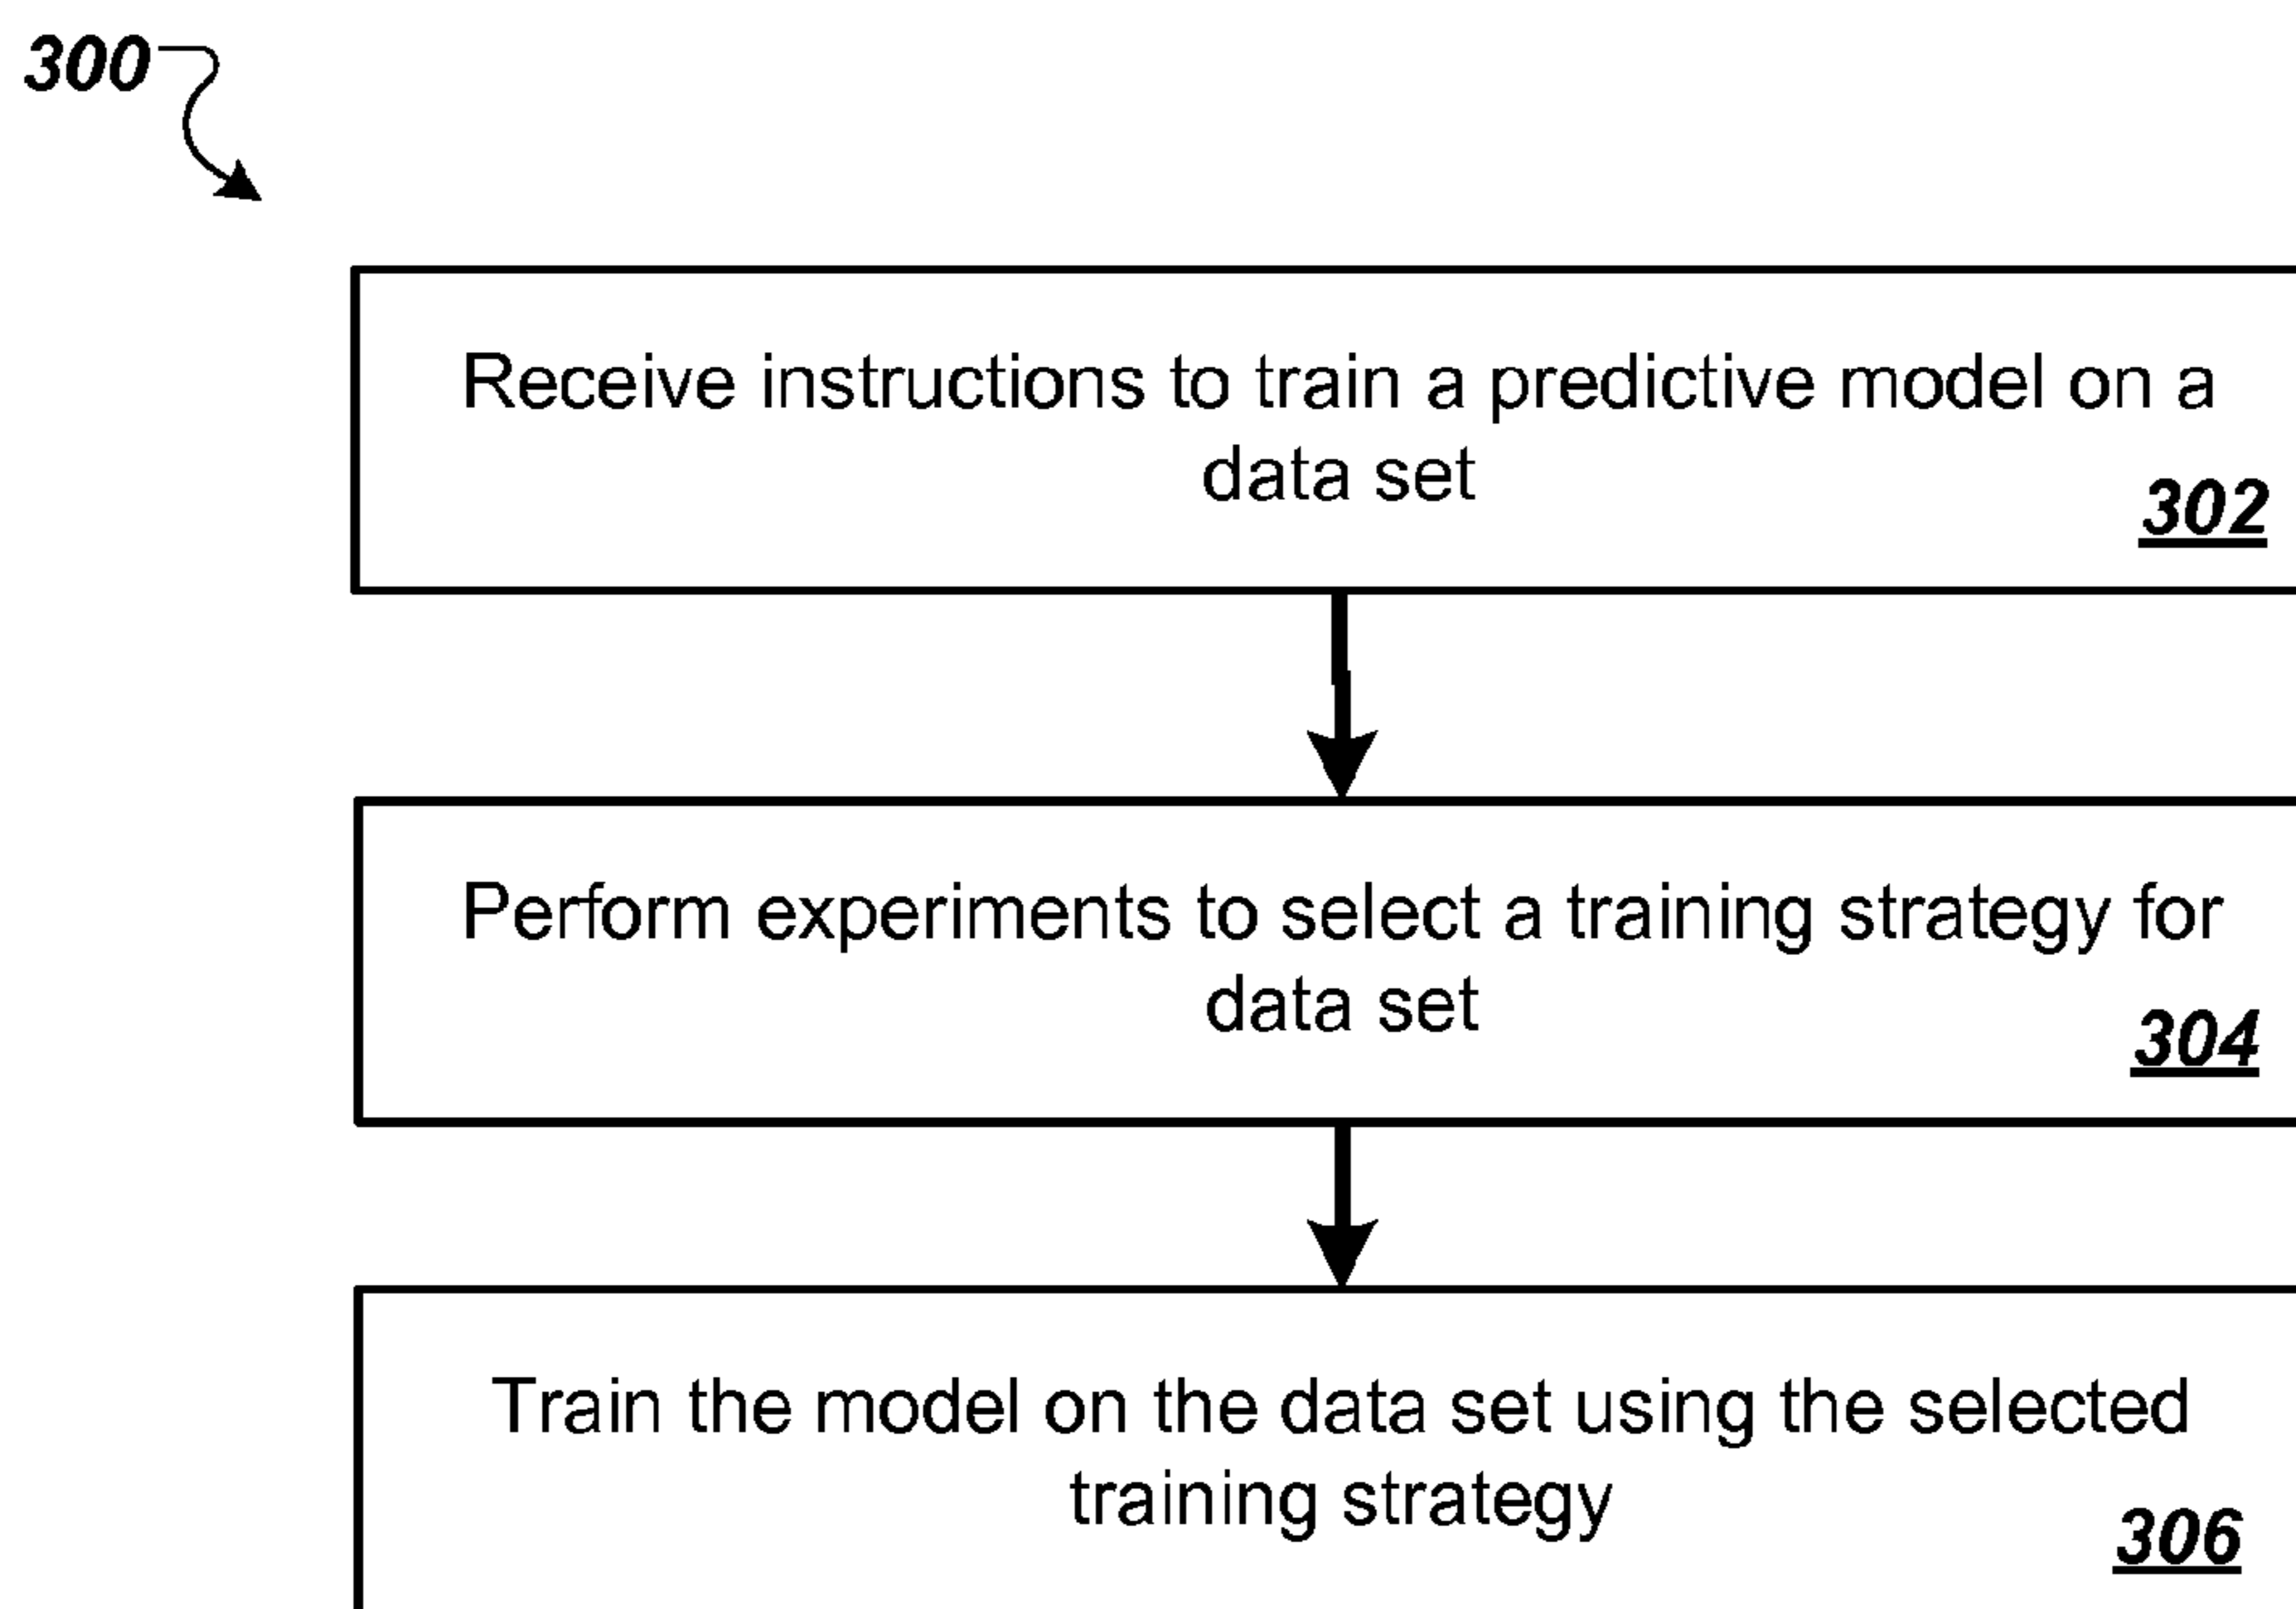 300
Receive instructions to train a predictive model on a
data set
302
Perform experiments to select a training strategy for
data set
304
Train the model on the data set using the selected
training strategy
306